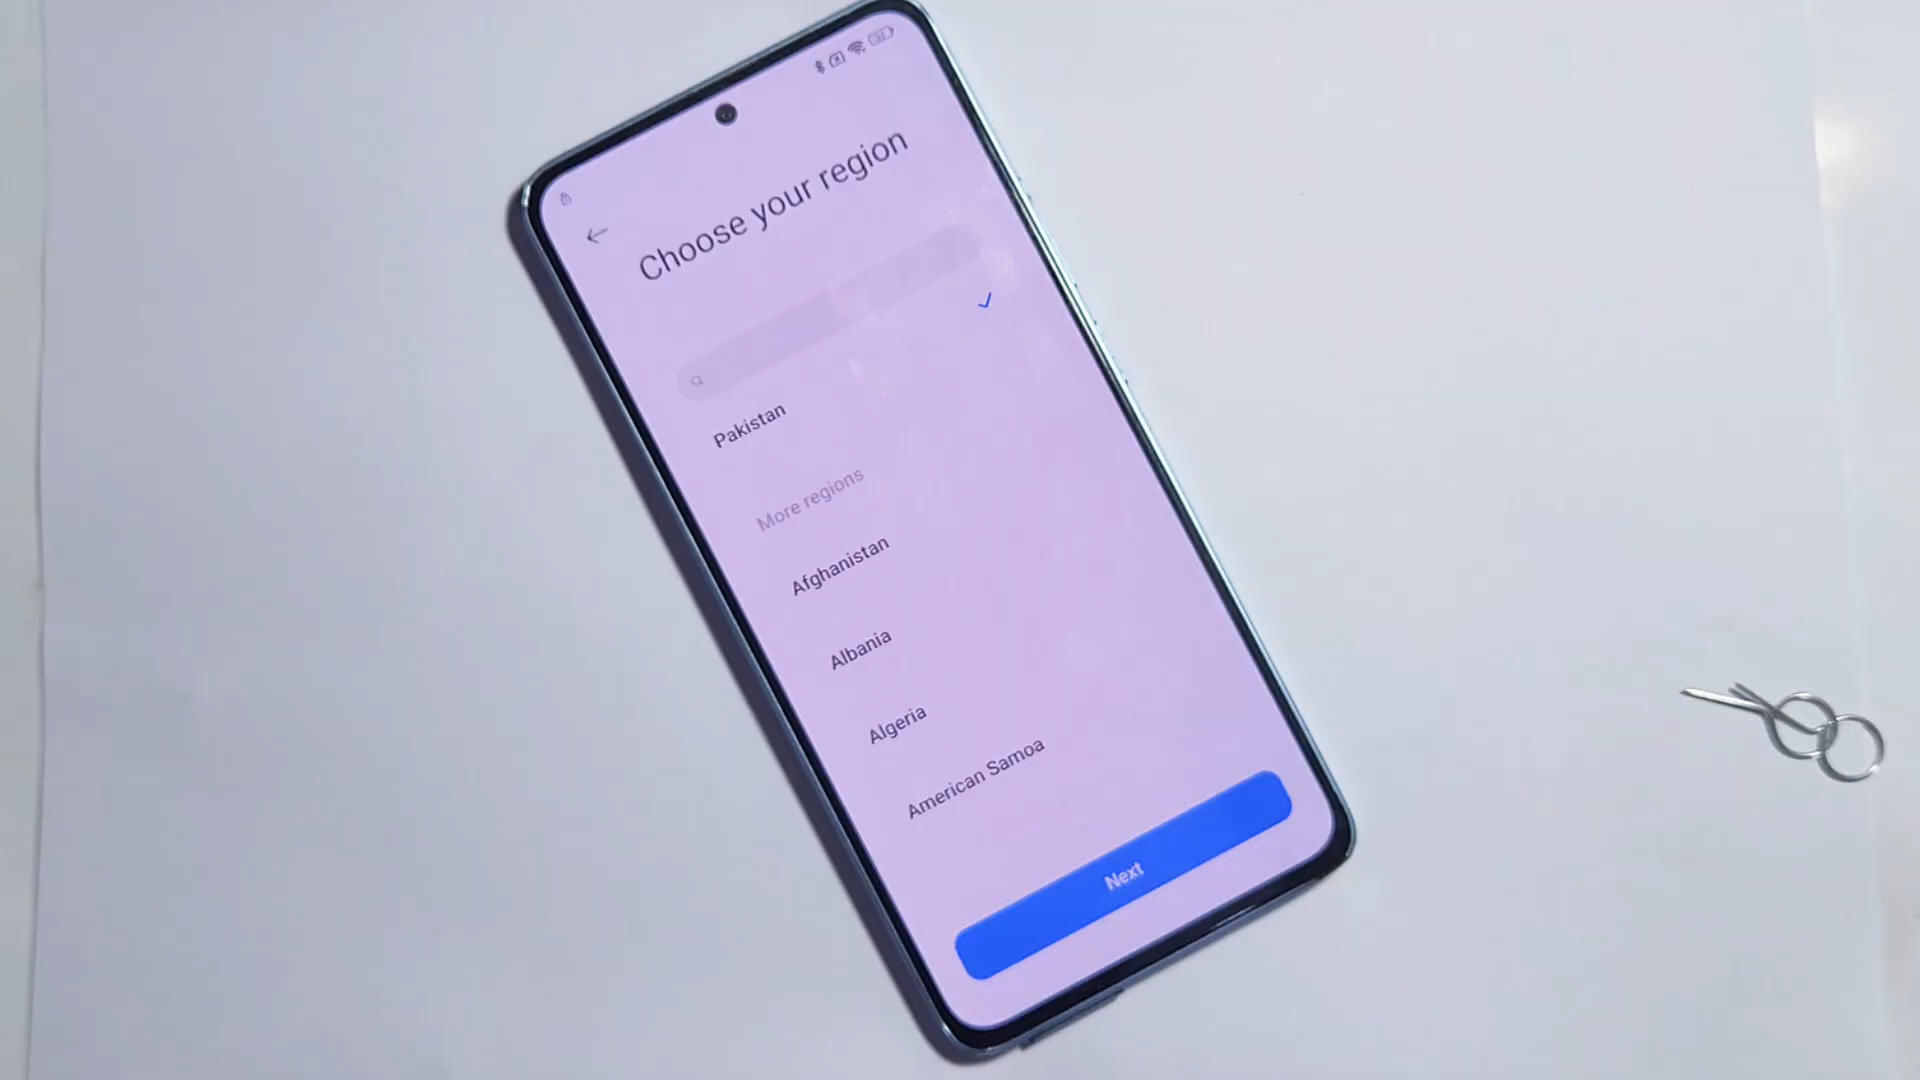 Choose your region
Pakistan
More regions
Afghanistan
Albania
Algeria
American Samoa
Next